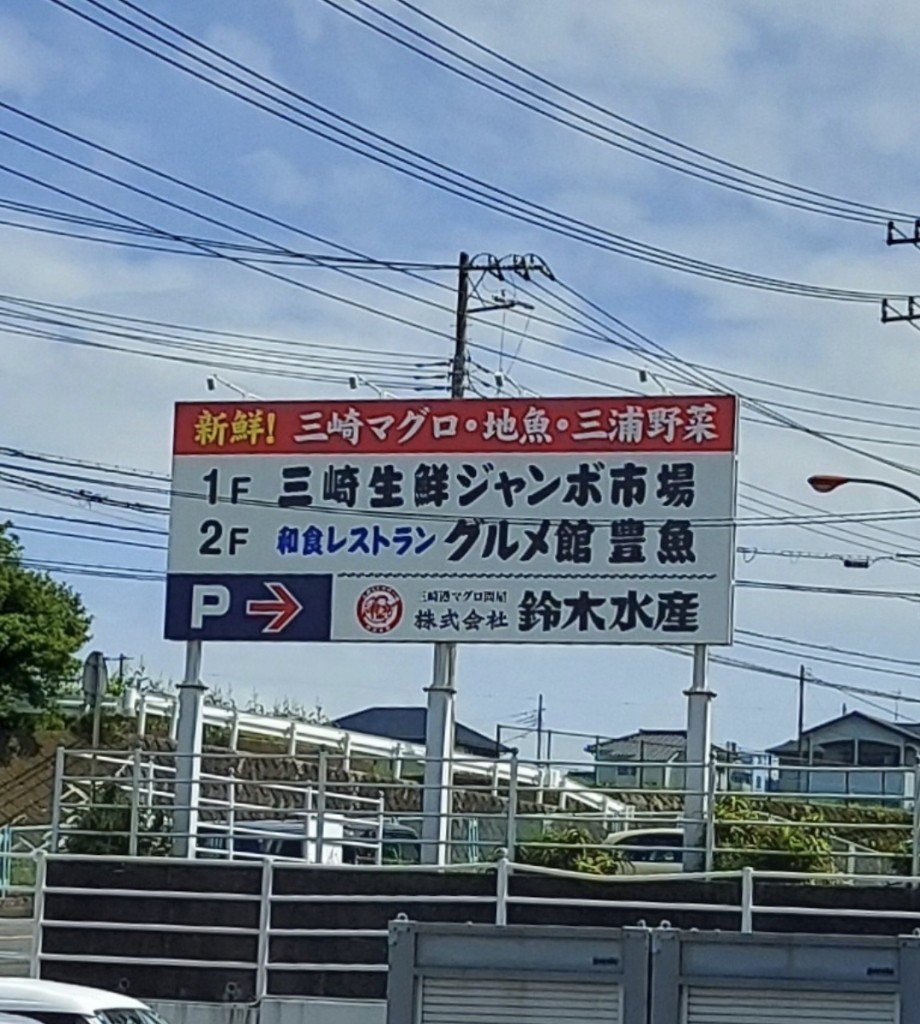 新鮮! 三崎マグロ・地魚・三浦野菜
1F 三崎生鮮ジャンボ市場
2F 和食レストラン グルメ館 豊魚
P
三崎港マグロ問屋
株式会社 鈴木水産